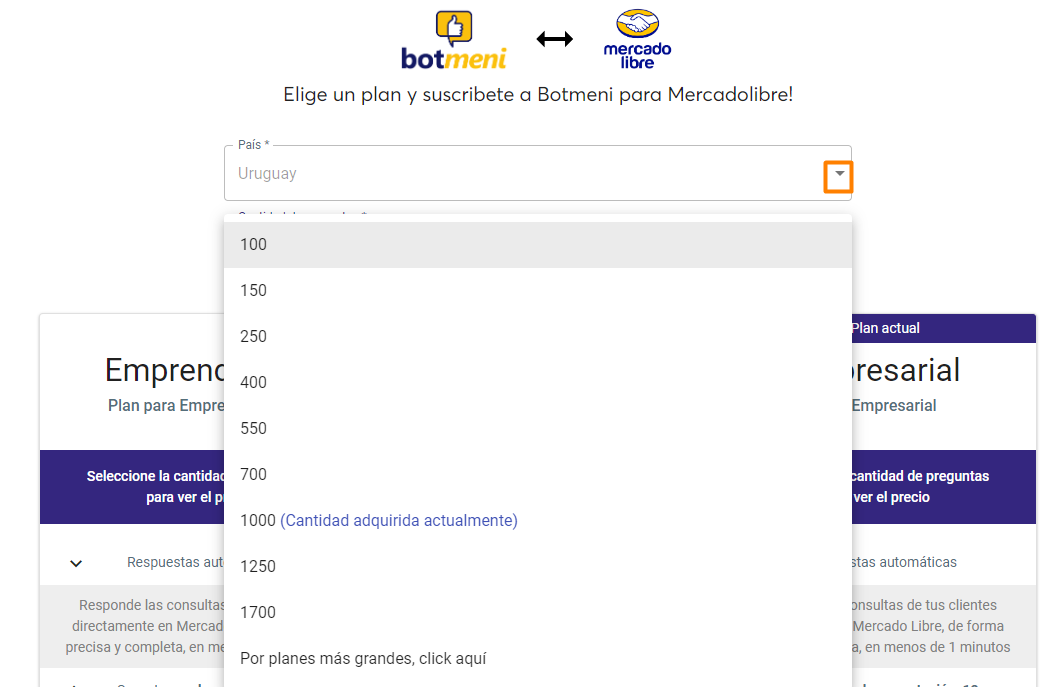 botmeni
mercado
libre
Elige un plan y suscribete a Botmeni para Mercadolibre!
País *
Uruguay
100
150
250
400
550
700
1000 (Cantidad adquirida actualmente)
1250
1700
Por planes más grandes, click aquí
Emprend
Plan para Empre
Seleccione la cantidad
para ver el p
Respuestas aut
Responde las consultas
directamente en Mercad
precisa y completa, en me
Plan actual
presarial
Empresarial
cantidad de preguntas
ver el precio
stas automáticas
onsultas de tus clientes
Mercado Libre, de forma
a, en menos de 1 minutos